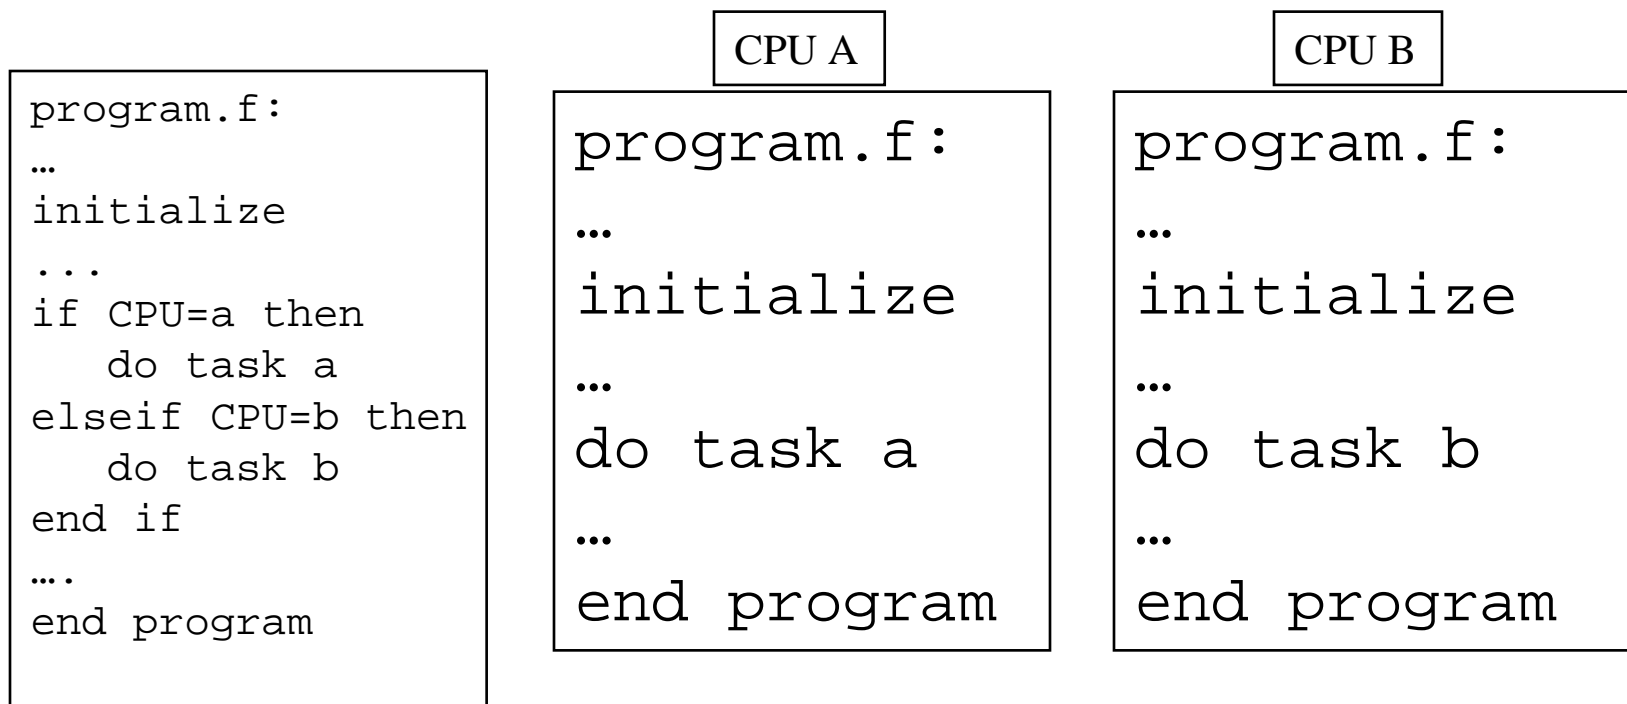 program.f:
…
initialize
...
if CPU=a then
do task a
elseif CPU=b then
do task b
end if
….
end program
CPU A
program.f:
…
initialize
…
do task a
…
end program
CPU B
program.f:
…
initialize
…
do task b
…
end program